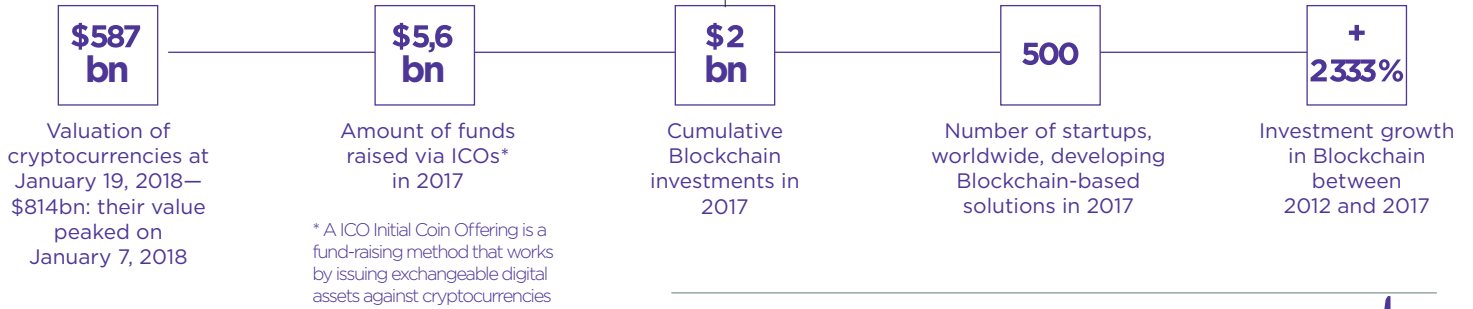 $587
bn
Valuation of
cryptocurrencies at
January 19, 2018—
$814bn: their value
peaked on
January 7, 2018
$5,6
bn
Amount of funds
raised via ICOs*
in 2017
* A ICO Initial Coin Offering is a
fund-raising method that works
by issuing exchangeable digital
assets against cryptocurrencies
$2
bn
Cumulative
Blockchain
investments in
2017
500
Number of startups,
worldwide, developing
Blockchain-based
solutions in 2017
+
2333%
Investment growth
in Blockchain
between
2012 and 2017